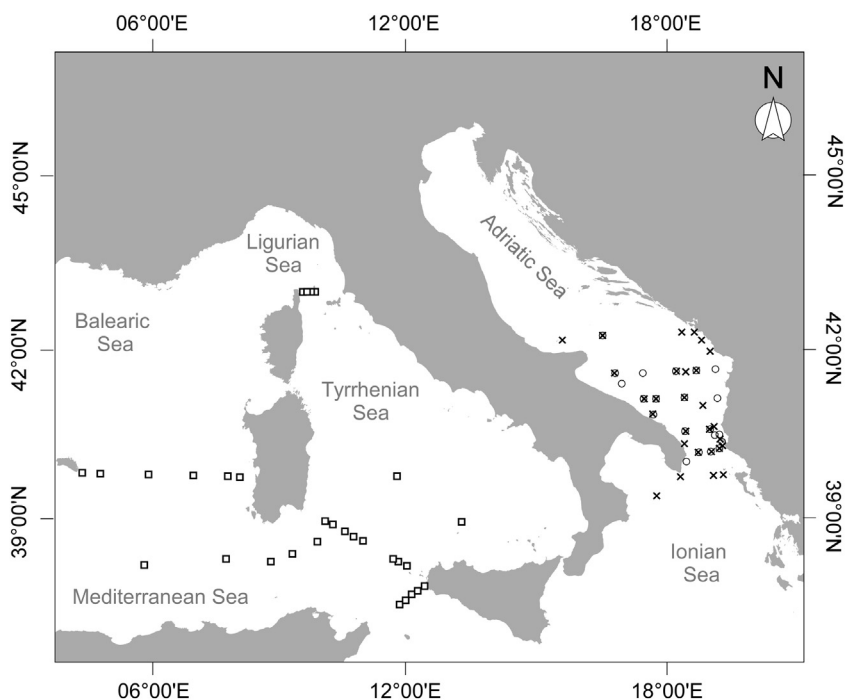 06°00'E 12°00'E 18°00'E
N
45°00'N 45°00'N
Adriatic Sea
Ligurian
Sea
Balearic
Sea
42°00'N 42°00'N
Tyrrhenian
Sea
39°00'N 39°00'N
Ionian
Sea
Mediterranean Sea
06°00'E 12°00'E 18°00'E